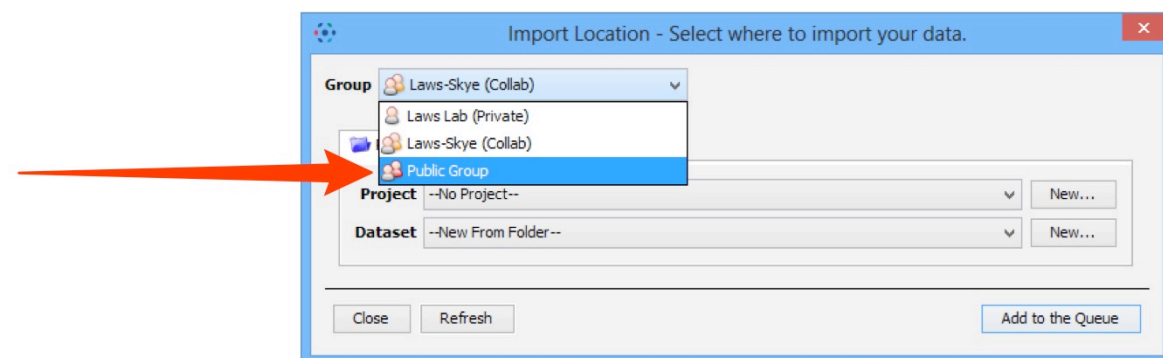 Import Location - Select where to import your data.
Group Laws-Skye (Collab)
Laws Lab (Private)
Laws-Skye (Collab)
Public Group
Project --No Project-- New...
Dataset --New From Folder-- New...
Close Refresh Add to the Queue